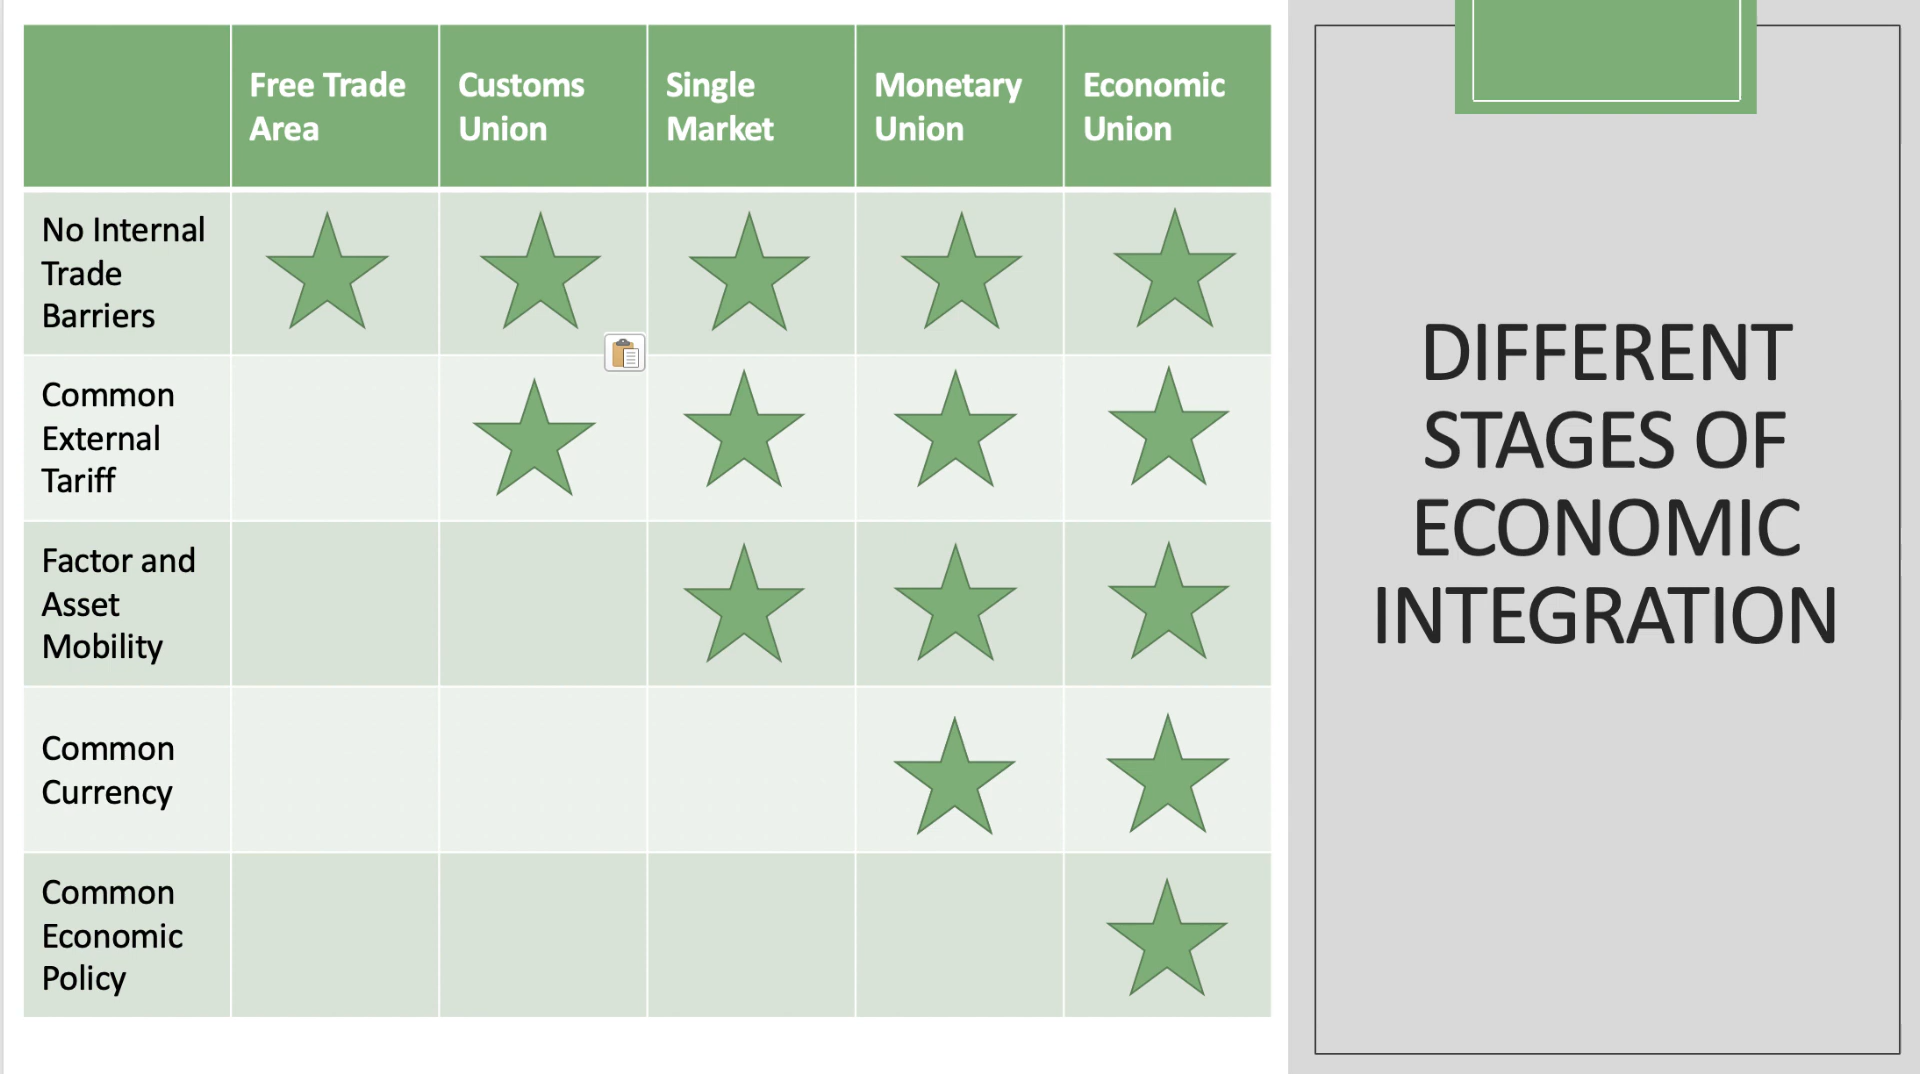 Free Trade
Area
Customs
Union
Single
Market
Monetary
Union
Economic
Union
No Internal
Trade
Barriers
Common
External
Tariff
Factor and
Asset
Mobility
Common
Currency
Common
Economic
Policy
DIFFERENT
STAGES OF
ECONOMIC
INTEGRATION